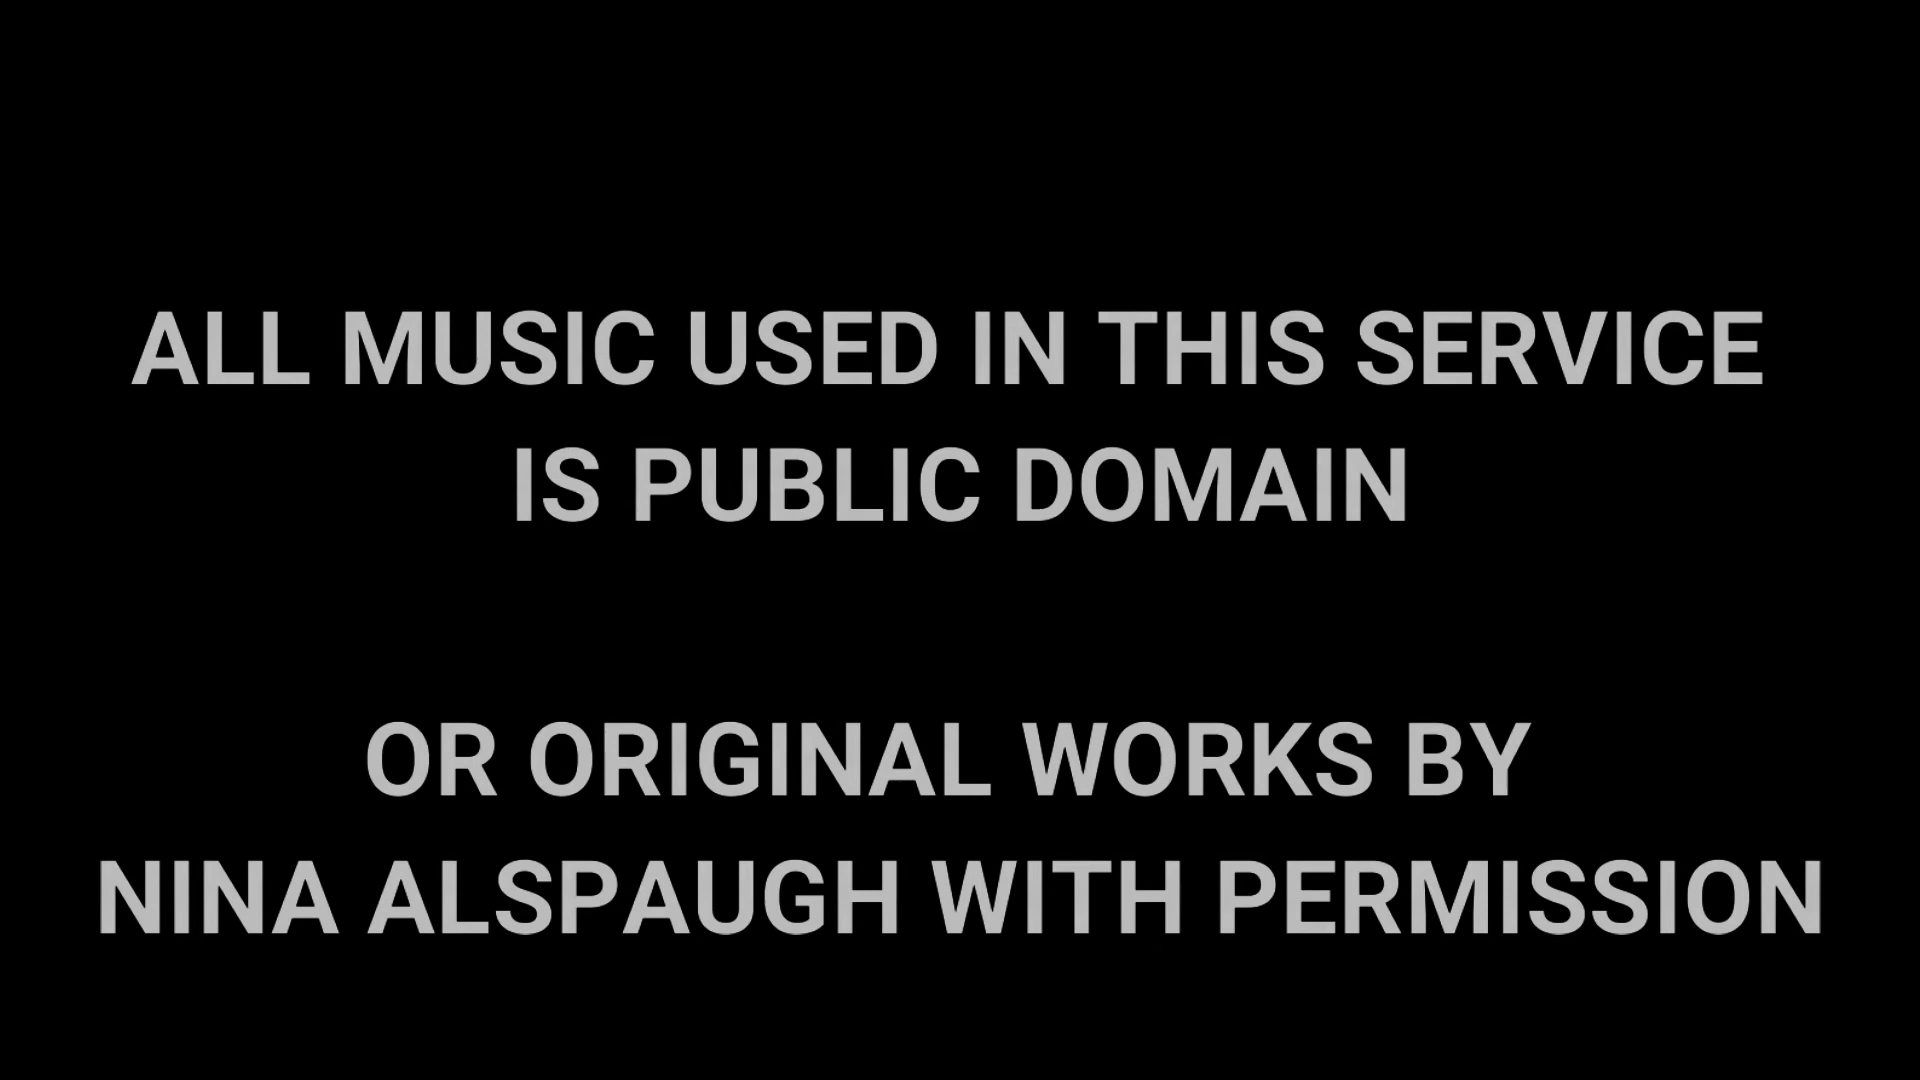 ALL MUSIC USED IN THIS SERVICE
IS PUBLIC DOMAIN
OR ORIGINAL WORKS BY
NINA ALSPAUGH WITH PERMISSION